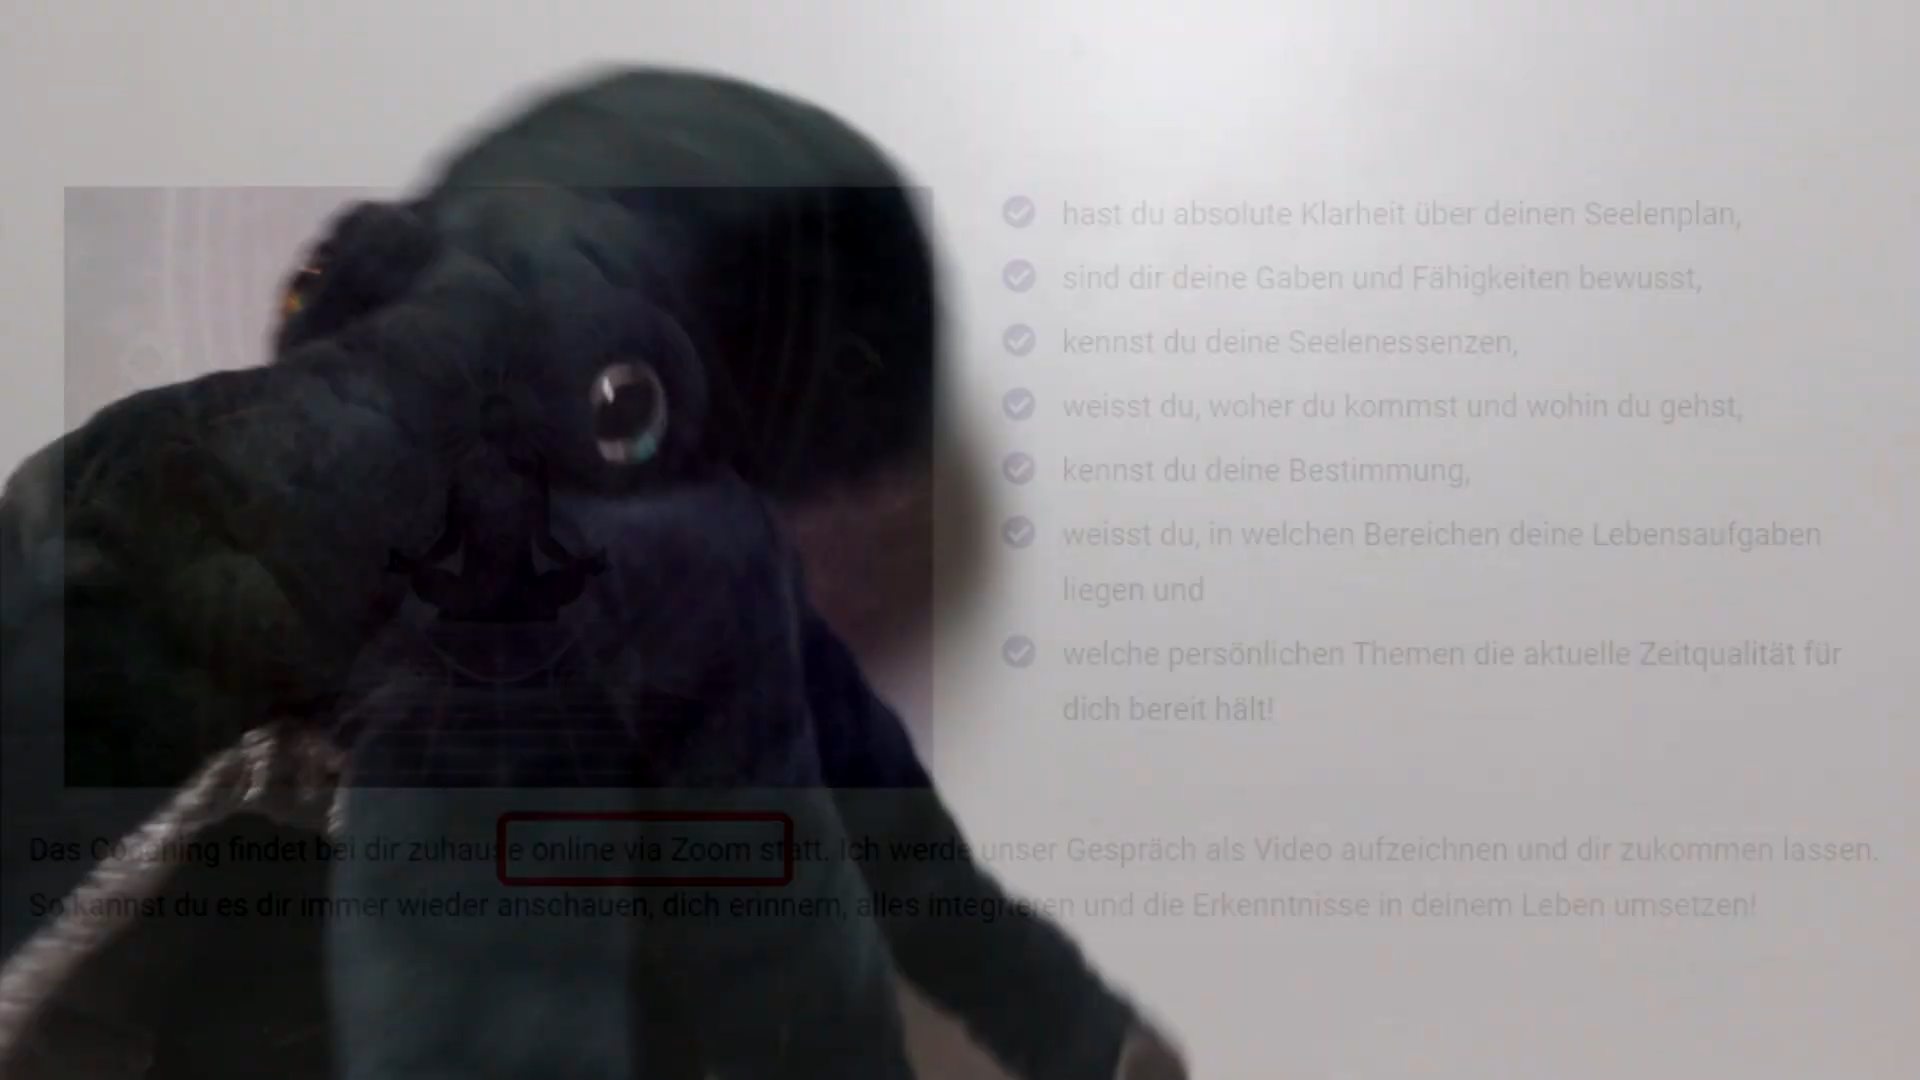 hast du absolute Klarheit über deinen Seelenplan,
sind dir deine Gaben und Fähigkeiten bewusst,
kennst du deine Seelenessenzen,
weisst du, woher du kommst und wohin du gehst,
kennst du deine Bestimmung,
weisst du, in welchen Bereichen deine Lebensaufgaben
liegen und
welche persönlichen Themen die aktuelle Zeitqualität für
dich bereit hält!
Das Coaching findet bei dir zuhause online via Zoom statt. Ich werde unser Gespräch als Video aufzeichnen und dir zukommen lassen.
So kannst du es dir immer wieder anschauen, dich erinnern, alles integrieren und die Erkenntnisse in deinem Leben umsetzen!